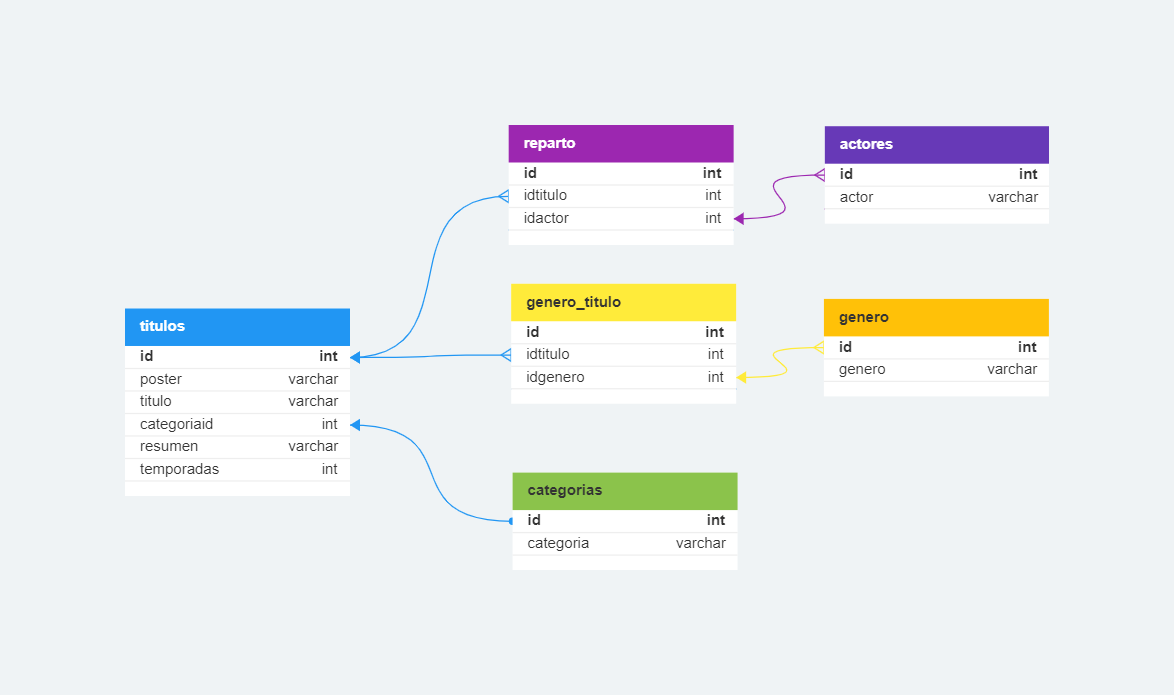 reparto
id int
idtitulo int
idactor int
actores
id int
actor varchar
titulos
id int
poster varchar
titulo varchar
categoriaid int
resumen varchar
temporadas int
genero_titulo
id int
idtitulo int
idgenero int
genero
id int
genero varchar
categorias
id int
categoria varchar